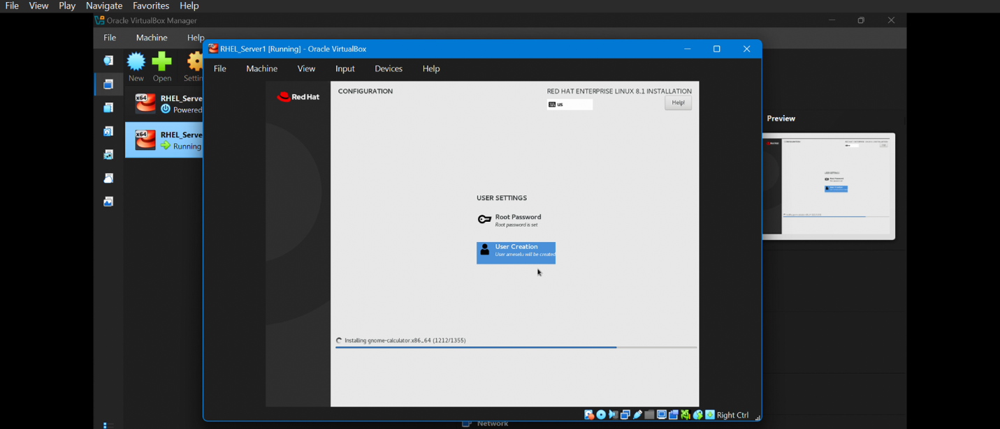 File View Play Navigate Favorites Help
Oracle VirtualBox Manager
File Machine Help
New Open Settin
x64 RHEL_Serve
Powered
x64 RHEL_Serve
Running
RHEL_Server1 [Running] - Oracle VirtualBox
File Machine View Input Devices Help
Red Hat
CONFIGURATION
RED HAT ENTERPRISE LINUX 8.1 INSTALLATION
us
Help!
USER SETTINGS
Root Password
Root password is set
User Creation
User ameselu will be created
Installing gnome-calculator.x86_64 (1212/1355)
Right Ctrl
Preview
Network